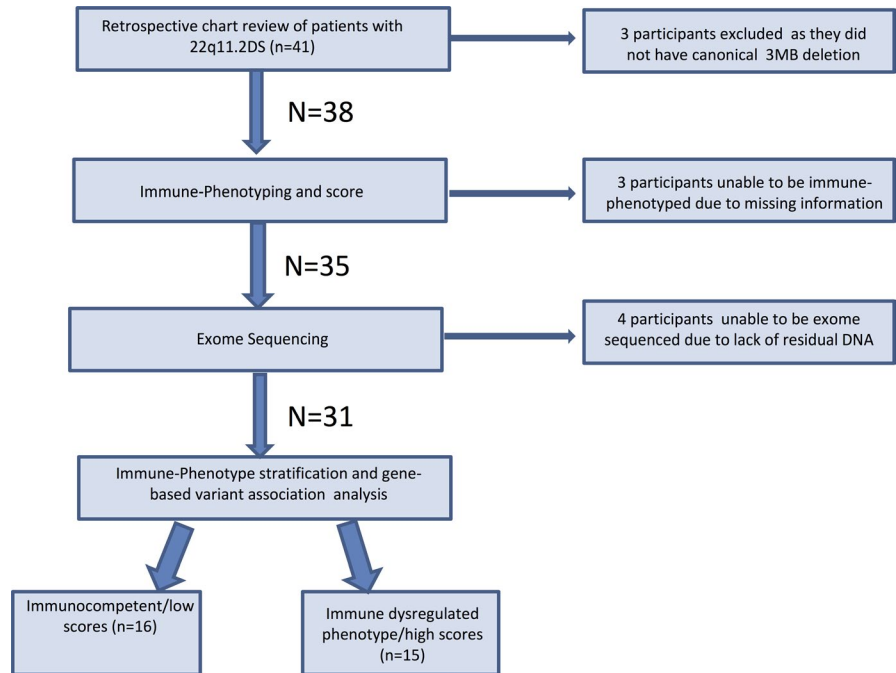 Retrospective chart review of patients with
22q11.2DS (n=41)
3 participants excluded as they did
not have canonical 3MB deletion
N=38
Immune-Phenotyping and score
3 participants unable to be immune-
phenotyped due to missing information
N=35
Exome Sequencing
4 participants unable to be exome
sequenced due to lack of residual DNA
N=31
Immune-Phenotype stratification and gene-
based variant association analysis
Immunocompetent/low
scores (n=16)
Immune dysregulated
phenotype/high scores
(n=15)